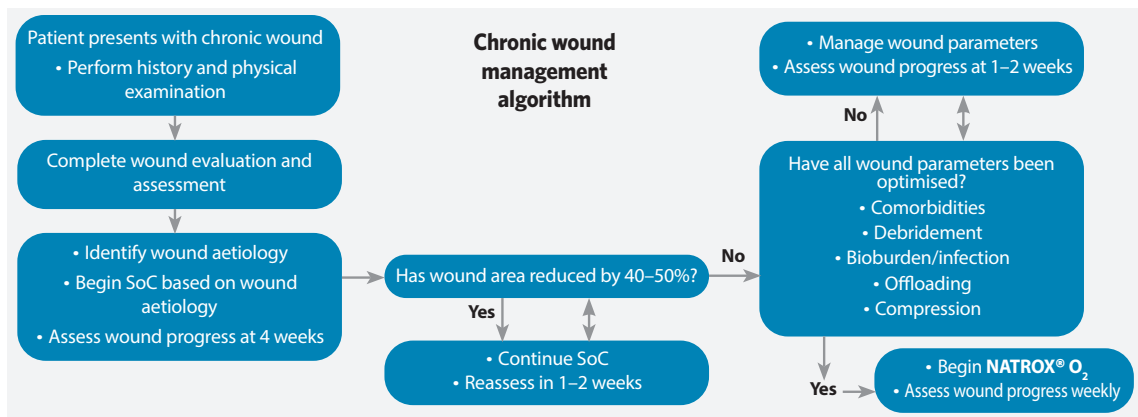 Chronic wound
management
algorithm
Patient presents with chronic wound
• Perform history and physical
examination
Complete wound evaluation and
assessment
• Identify wound aetiology
• Begin SoC based on wound
aetiology
• Assess wound progress at 4 weeks
Has wound area reduced by 40–50%?
Yes
• Continue SoC
• Reassess in 1–2 weeks
No
Have all wound parameters been
optimised?
• Comorbidities
• Debridement
• Bioburden/infection
• Offloading
• Compression
No
• Manage wound parameters
• Assess wound progress at 1–2 weeks
Yes
• Begin NATROX® O₂
• Assess wound progress weekly